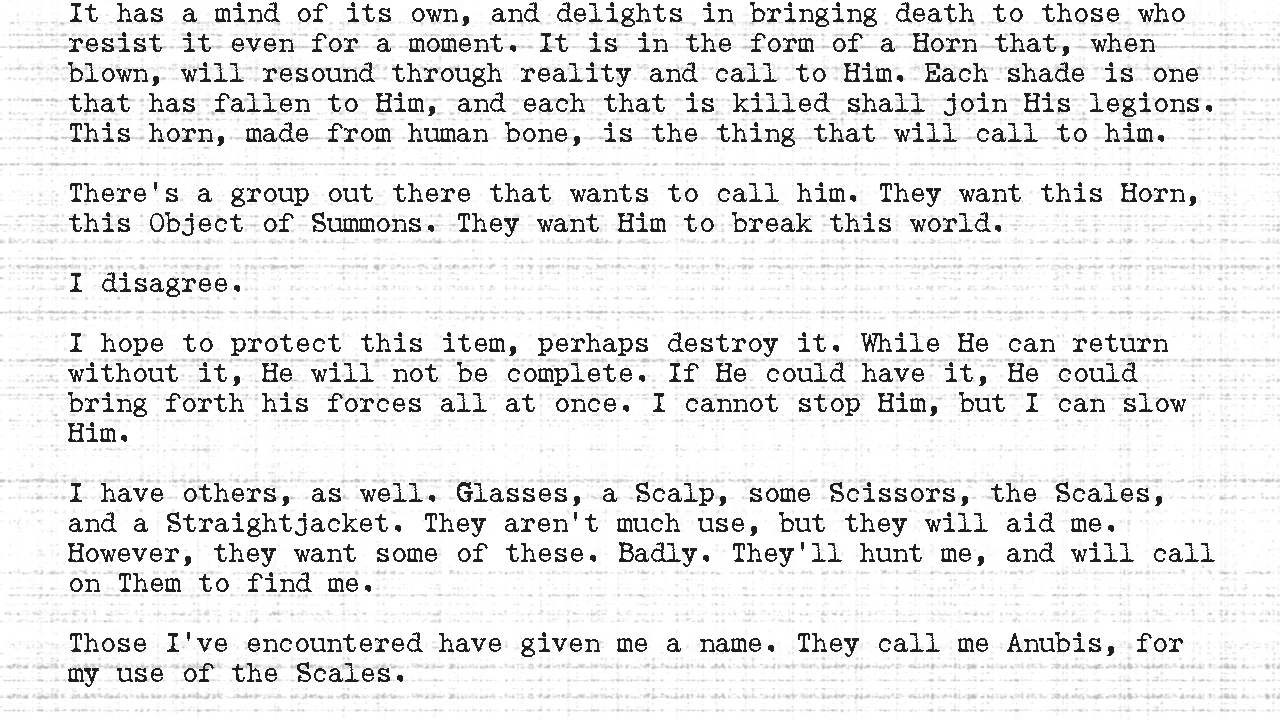 It has a mind of its own, and delights in bringing death to those who
resist it even for a moment. It is in the form of a Horn that, when
blown, will resound through reality and call to Him. Each shade is one
that has fallen to Him, and each that is killed shall join His legions.
This horn, made from human bone, is the thing that will call to him.
There's a group out there that wants to call him. They want this Horn,
this Object of Summons. They want Him to break this world.
I disagree.
I hope to protect this item, perhaps destroy it. While He can return
without it, He will not be complete. If He could have it, He could
bring forth his forces all at once. I cannot stop Him, but I can slow
Him.
I have others, as well. Glasses, a Scalp, some Scissors, the Scales,
and a Straightjacket. They aren't much use, but they will aid me.
However, they want some of these. Badly. They'll hunt me, and will call
on Them to find me.
Those I've encountered have given me a name. They call me Anubis, for
my use of the Scales.